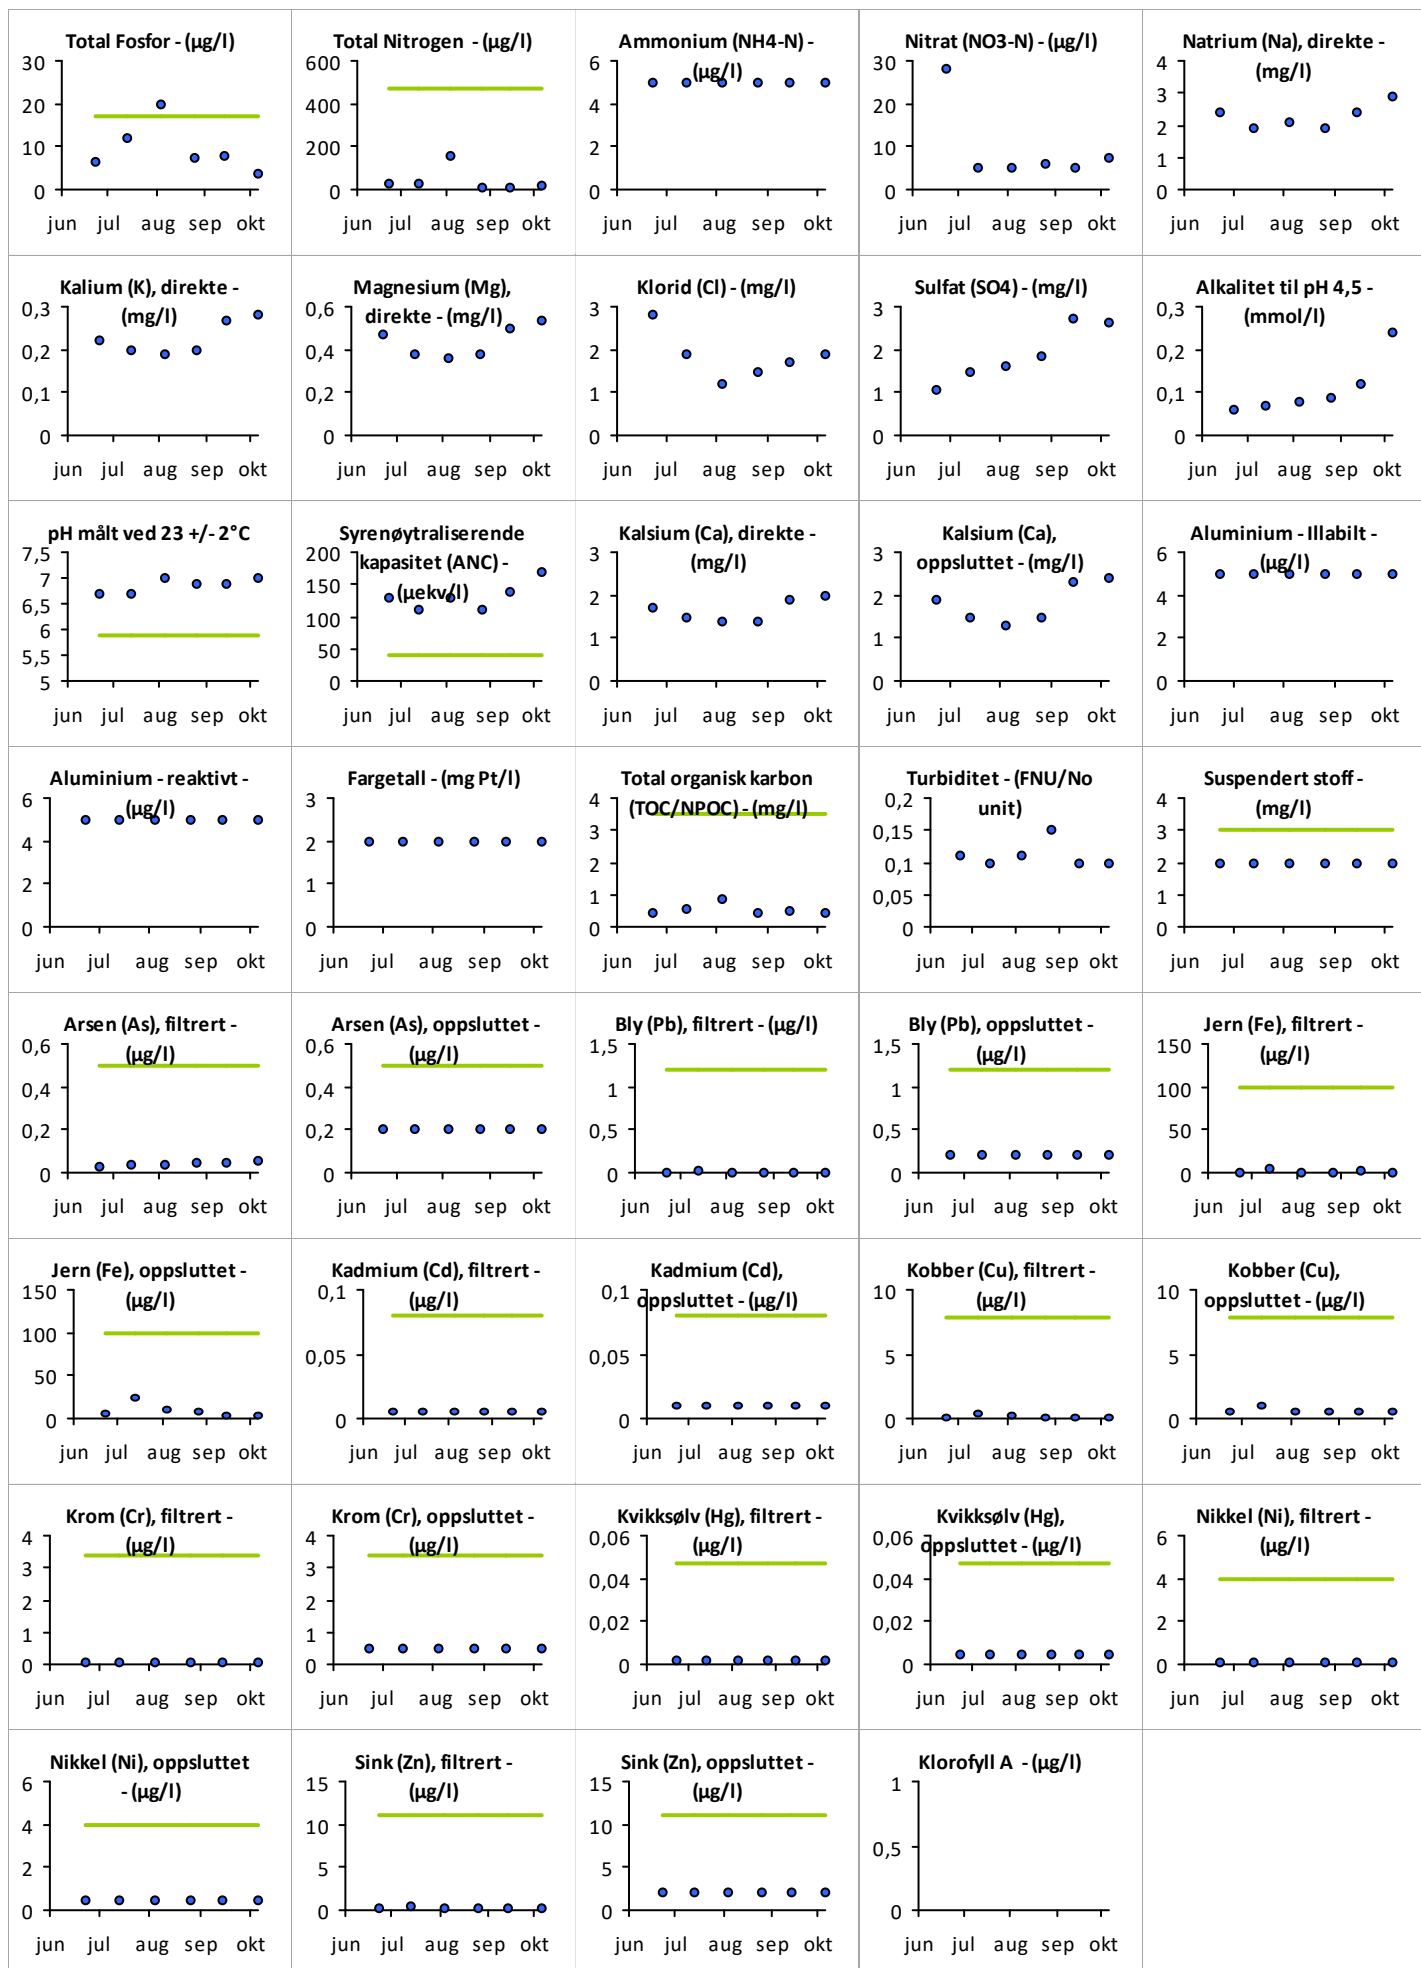 Total Fosfor - (µg/l)
30
20
10
0
jun jul aug sep okt
Total Nitrogen - (µg/l)
600
400
200
0
jun jul aug sep okt
Ammonium (NH4-N) -
(µg/l)
6
4
2
0
jun jul aug sep okt
Nitrat (NO3-N) - (µg/l)
30
20
10
0
jun jul aug sep okt
Natrium (Na), direkte -
(mg/l)
4
3
2
1
0
jun jul aug sep okt
Kalium (K), direkte -
(mg/l)
0,3
0,2
0,1
0
jun jul aug sep okt
Magnesium (Mg),
direkte - (mg/l)
0,6
0,4
0,2
0
jun jul aug sep okt
Klorid (Cl) - (mg/l)
3
2
1
0
jun jul aug sep okt
Sulfat (SO4) - (mg/l)
3
2
1
0
jun jul aug sep okt
Alkalitet til pH 4,5 -
(mmol/l)
0,3
0,2
0,1
0
jun jul aug sep okt
pH målt ved 23 +/- 2°C
7,5
7
6,5
6
5,5
5
jun jul aug sep okt
Syrenøytraliserende
kapasitet (ANC) -
(µekv/l)
200
150
100
50
0
jun jul aug sep okt
Kalsium (Ca), direkte -
(mg/l)
3
2
1
0
jun jul aug sep okt
Kalsium (Ca),
oppsluttet - (mg/l)
3
2
1
0
jun jul aug sep okt
Aluminium - Illabilt -
(µg/l)
6
4
2
0
jun jul aug sep okt
Aluminium - reaktivt -
(µg/l)
6
4
2
0
jun jul aug sep okt
Fargetall - (mg Pt/l)
3
2
1
0
jun jul aug sep okt
Total organisk karbon
(TOC/NPOC) - (mg/l)
4
3
2
1
0
jun jul aug sep okt
Turbiditet - (FNU/No
unit)
0,2
0,15
0,1
0,05
0
jun jul aug sep okt
Suspendert stoff -
(mg/l)
4
3
2
1
0
jun jul aug sep okt
Arsen (As), filtrert -
(µg/l)
0,6
0,4
0,2
0
jun jul aug sep okt
Arsen (As), oppsluttet -
(µg/l)
0,6
0,4
0,2
0
jun jul aug sep okt
Bly (Pb), filtrert - (µg/l)
1,5
1
0,5
0
jun jul aug sep okt
Bly (Pb), oppsluttet -
(µg/l)
1,5
1
0,5
0
jun jul aug sep okt
Jern (Fe), filtrert -
(µg/l)
150
100
50
0
jun jul aug sep okt
Jern (Fe), oppsluttet -
(µg/l)
150
100
50
0
jun jul aug sep okt
Kadmium (Cd), filtrert -
(µg/l)
0,1
0,05
0
jun jul aug sep okt
Kadmium (Cd),
oppsluttet - (µg/l)
0,1
0,05
0
jun jul aug sep okt
Kobber (Cu), filtrert -
(µg/l)
10
5
0
jun jul aug sep okt
Kobber (Cu),
oppsluttet - (µg/l)
10
5
0
jun jul aug sep okt
Krom (Cr), filtrert -
(µg/l)
4
3
2
1
0
jun jul aug sep okt
Krom (Cr), oppsluttet -
(µg/l)
4
3
2
1
0
jun jul aug sep okt
Kvikksølv (Hg), filtrert -
(µg/l)
0,06
0,04
0,02
0
jun jul aug sep okt
Kvikksølv (Hg),
oppsluttet - (µg/l)
0,06
0,04
0,02
0
jun jul aug sep okt
Nikkel (Ni), filtrert -
(µg/l)
6
4
2
0
jun jul aug sep okt
Nikkel (Ni), oppsluttet
- (µg/l)
6
4
2
0
jun jul aug sep okt
Sink (Zn), filtrert -
(µg/l)
15
10
5
0
jun jul aug sep okt
Sink (Zn), oppsluttet -
(µg/l)
15
10
5
0
jun jul aug sep okt
Klorofyll A - (µg/l)
1
0,5
0
jun jul aug sep okt